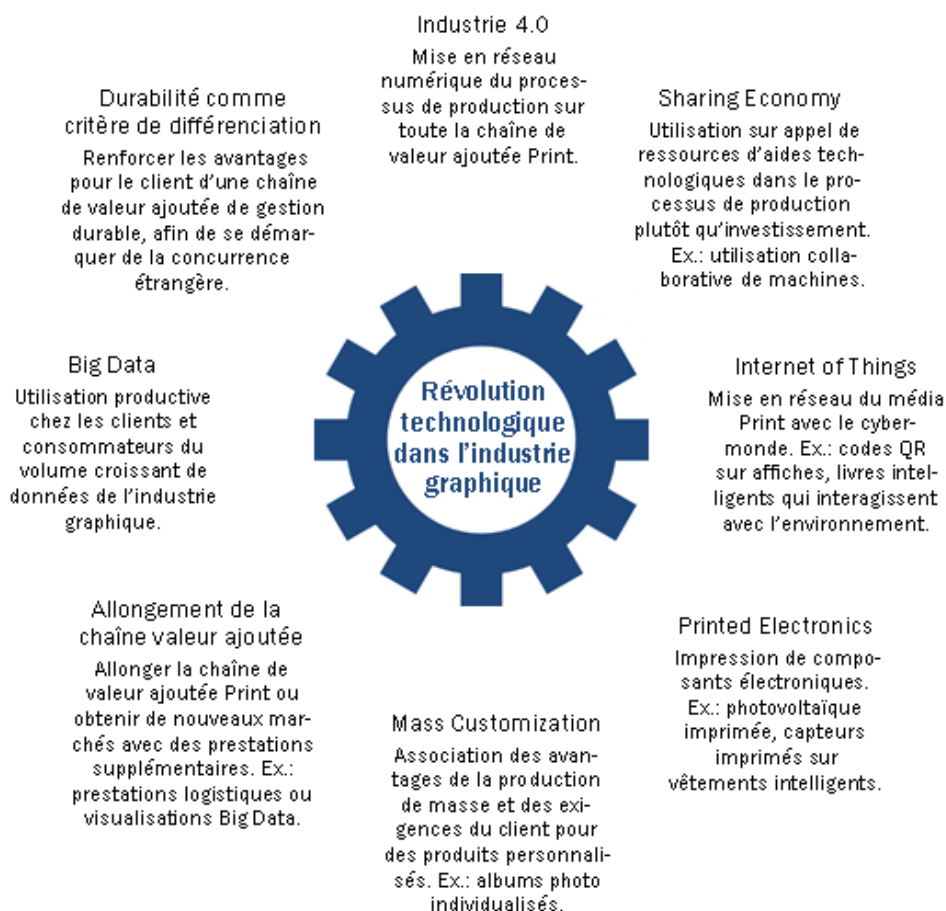 Industrie 4.0
Mise en réseau
numérique du proces-
sus de production sur
toute la chaîne de
valeur ajoutée Print.
Sharing Economy
Utilisation sur appel de
ressources d'aides tech-
nologiques dans le pro-
cessus de production
plutôt qu'investissement.
Ex.: utilisation colla-
borative de machines.
Internet of Things
Mise en réseau du média
Print avec le cyber-
monde. Ex.: codes QR
sur affiches, livres intel-
ligents qui interagissent
avec l'environnement.
Printed Electronics
Impression de compo-
sants électroniques.
Ex.: photovoltaïque
imprimée, capteurs
imprimés sur
vêtements intelligents.
Mass Customization
Association des avan-
tages de la production
de masse et des exi-
gences du client pour
des produits personnali-
sés. Ex.: albums photo
individualisés.
Allongement de la
chaîne valeur ajoutée
Allonger la chaîne de
valeur ajoutée Print ou
obtenir de nouveaux mar-
chés avec des prestations
supplémentaires. Ex.:
prestations logistiques ou
visualisations Big Data.
Big Data
Utilisation productive
chez les clients et
consommateurs du
volume croissant de
données de l'industrie
graphique.
Durabilité comme
critère de différenciation
Renforcer les avantages
pour le client d'une chaîne
de valeur ajoutée de gestion
durable, afin de se démar-
quer de la concurrence
étrangère.
Révolution
technologique
dans l'industrie
graphique